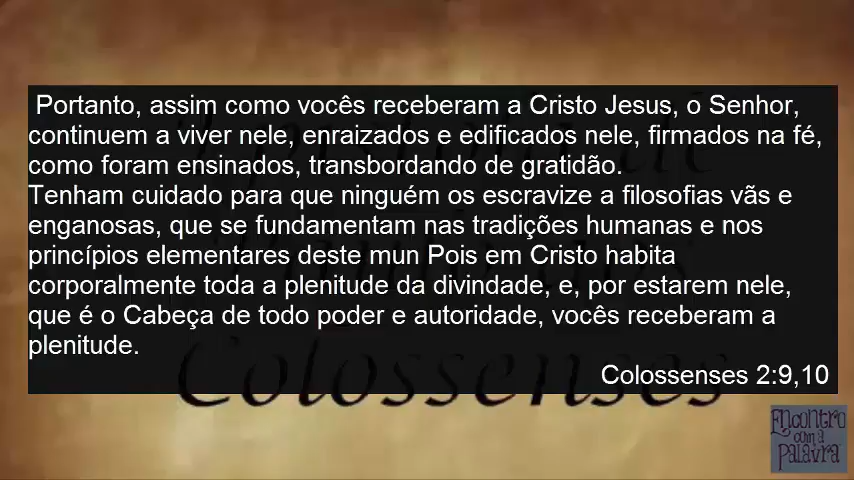 Portanto, assim como vocês receberam a Cristo Jesus, o Senhor,
continuem a viver nele, enraizados e edificados nele, firmados na fé,
como foram ensinados, transbordando de gratidão.
Tenham cuidado para que ninguém os escravize a filosofias vãs e
enganosas, que se fundamentam nas tradições humanas e nos
princípios elementares deste mun Pois em Cristo habita
corporalmente toda a plenitude da divindade, e, por estarem nele,
que é o Cabeça de todo poder e autoridade, vocês receberam a
plenitude.
Colossenses 2:9,10
Colossenses
Encontro
com a
Palavra